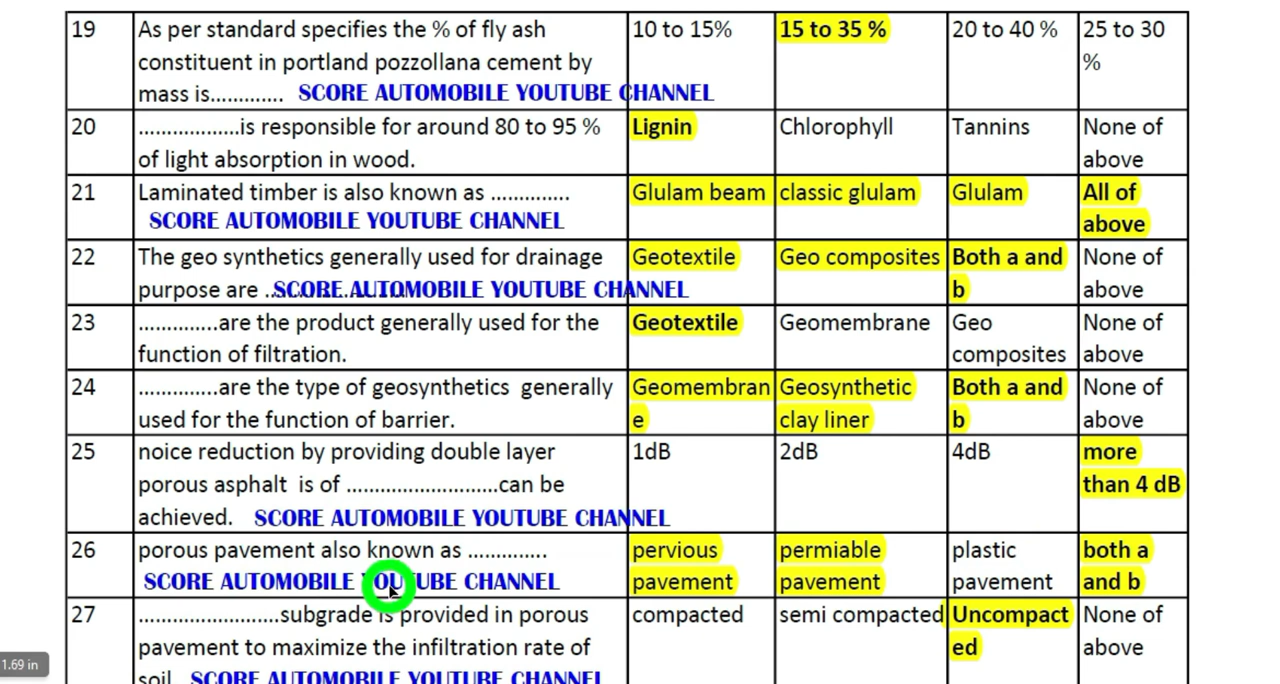 19 As per standard specifies the % of fly ash 10 to 15% 15 to 35 % 20 to 40 % 25 to 30
constituent in portland pozzollana cement by %
mass is............. SCORE AUTOMOBILE YOUTUBE CHANNEL
20 ..................is responsible for around 80 to 95 % Lignin Chlorophyll Tannins None of
of light absorption in wood. above
21 Laminated timber is also known as .............. Glulam beam classic glulam Glulam All of
SCORE AUTOMOBILE YOUTUBE CHANNEL above
22 The geo synthetics generally used for drainage Geotextile Geo composites Both a and None of
purpose are .......................... SCORE AUTOMOBILE YOUTUBE CHANNEL b above
23 ..............are the product generally used for the Geotextile Geomembrane Geo None of
function of filtration. composites above
24 ..............are the type of geosynthetics generally Geomembran Geosynthetic Both a and None of
used for the function of barrier. e clay liner b above
25 noice reduction by providing double layer 1dB 2dB 4dB more
porous asphalt is of ...........................can be than 4 dB
achieved. SCORE AUTOMOBILE YOUTUBE CHANNEL
26 porous pavement also known as .............. pervious permiable plastic both a
SCORE AUTOMOBILE YOUTUBE CHANNEL pavement pavement pavement and b
27 .........................subgrade is provided in porous compacted semi compacted Uncompact None of
pavement to maximize the infiltration rate of ed above
soil. SCORE AUTOMOBILE YOUTUBE CHANNEL
1.69 in